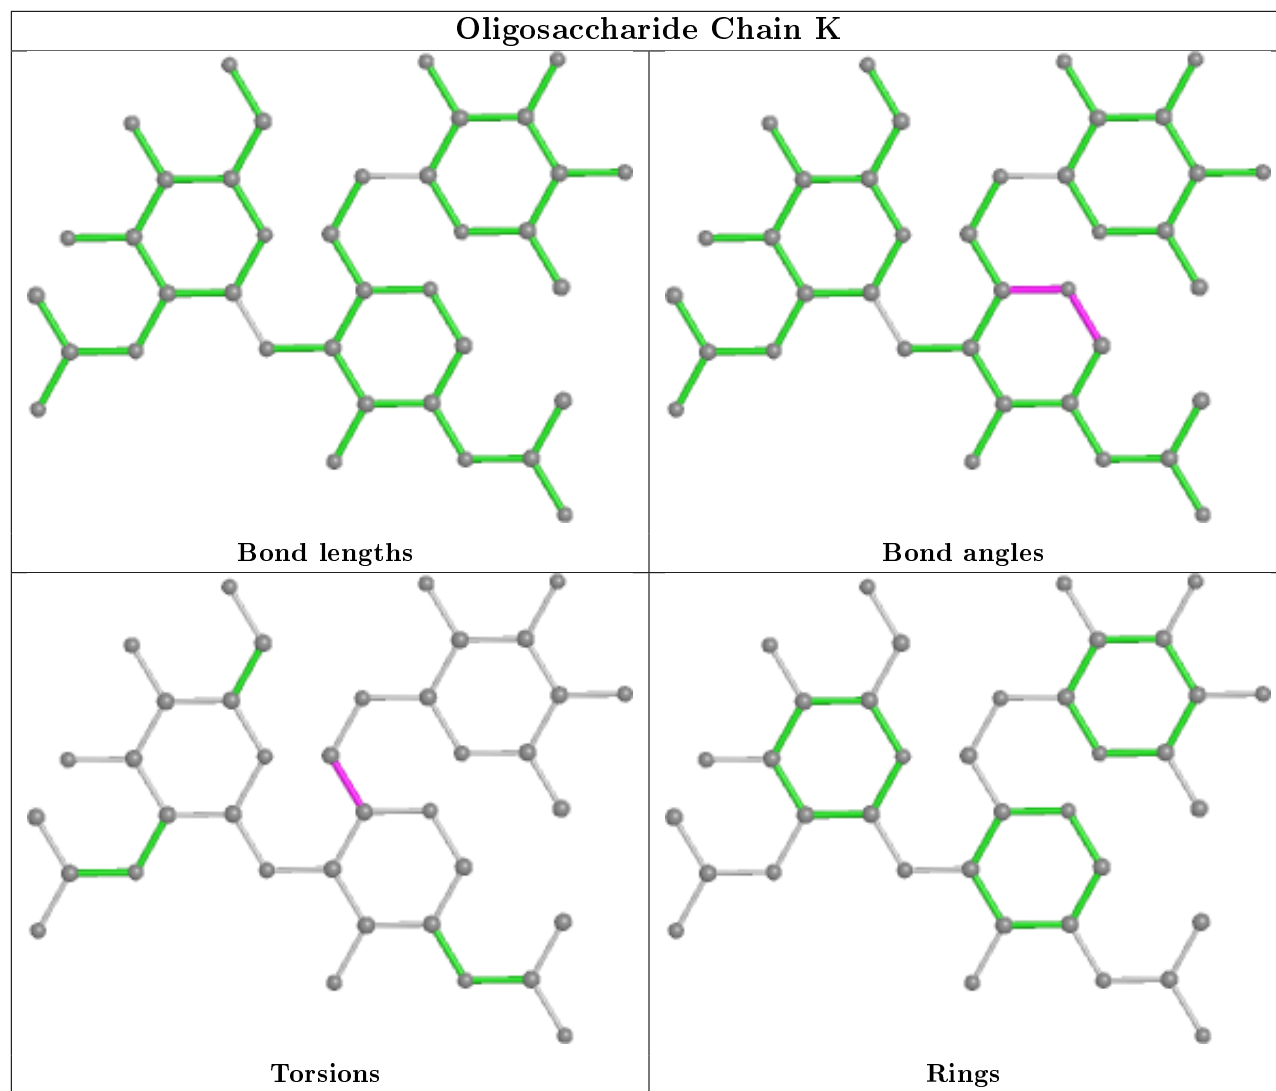 Oligosaccharide Chain K
Bond lengths
Bond angles
Torsions
Rings